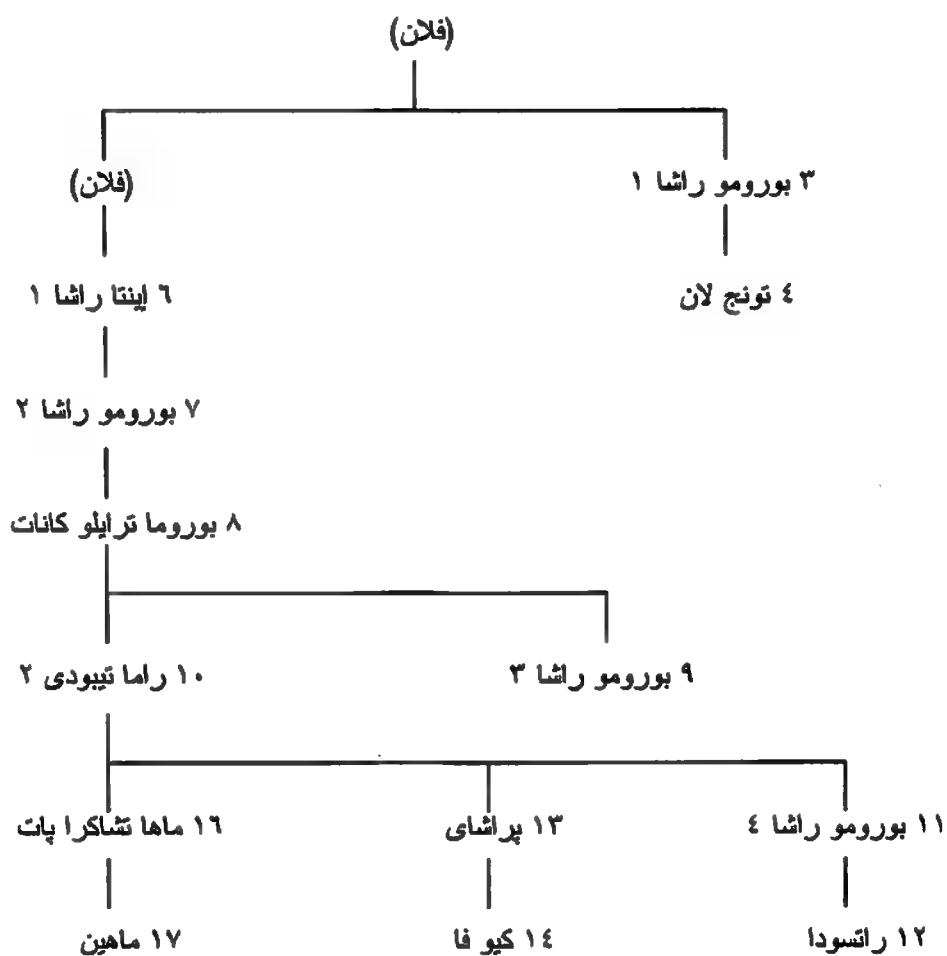 (فلان)
٣ بورومو راشا ١
(فلان)
٤ تونج لان
٦ إينتا راشا ١
٧ بورومو راشا ٢
٨ بوروما ترايلو كانات
٩ بورومو راشا ٣
١٠ راما تيبودى ٢
١١ بورومو راشا ٤
١٣ پراشاى
١٦ ماها تشاكرا پات
١٢ راتسودا
١٤ كيو فا
١٧ ماهين